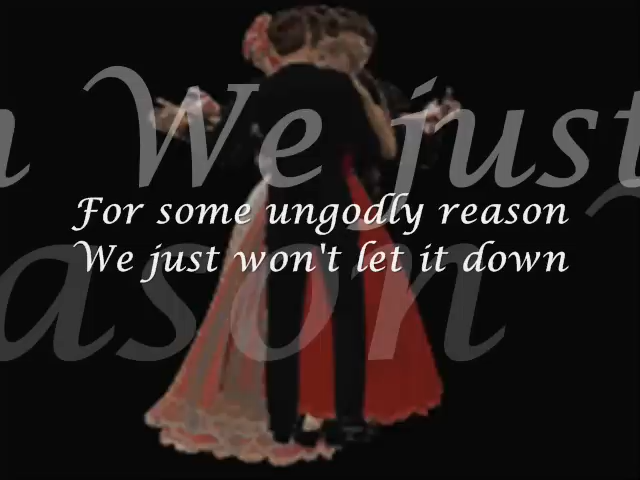 n We just
For some ungodly reason
We just won't let it down
ason